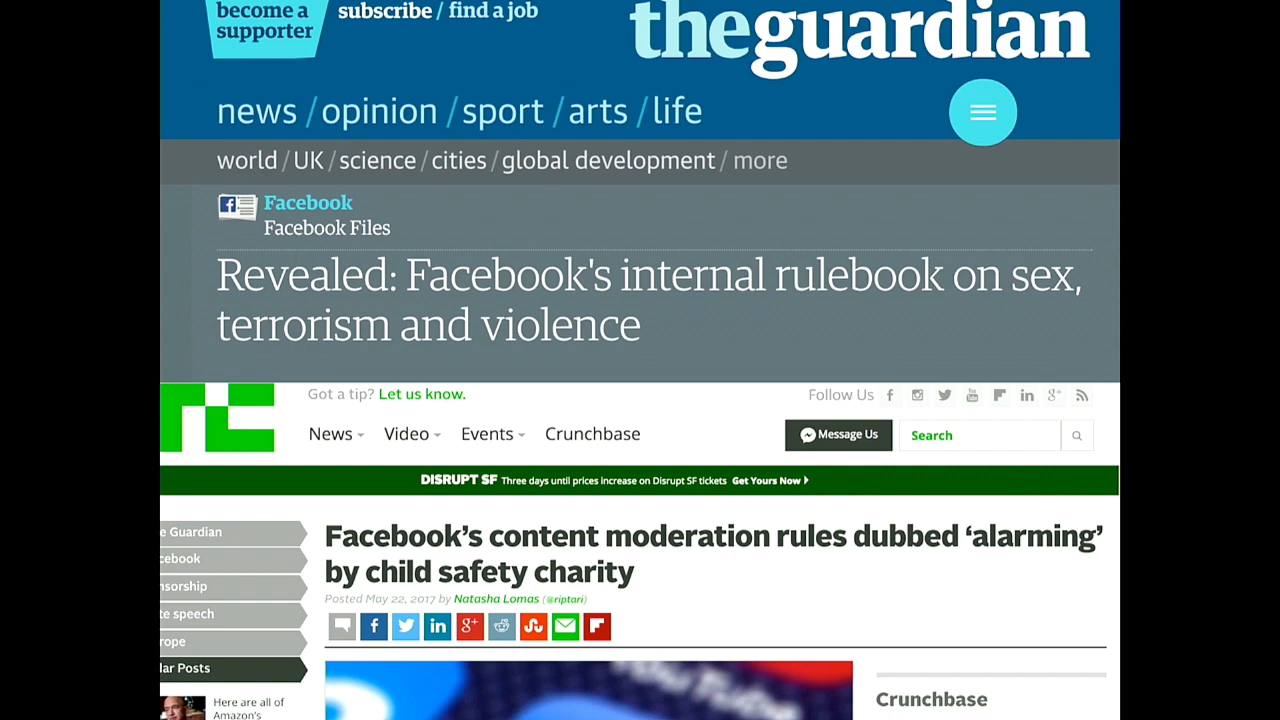 become a
supporter
subscribe / find a job
theguardian
news / opinion / sport / arts / life
world / UK / science / cities / global development / more
Facebook
Facebook Files
Revealed: Facebook's internal rulebook on sex,
terrorism and violence
Got a tip? Let us know.
Follow Us
News Video Events Crunchbase
Message Us
Search
DISRUPT SF Three days until prices increase on Disrupt SF tickets Get Yours Now
e Guardian
cebook
nsorship
te speech
rope
lar Posts
Facebook’s content moderation rules dubbed ‘alarming’
by child safety charity
Posted May 22, 2017 by Natasha Lomas (@riptari)
You Tube
Crunchbase
Here are all of
Amazon's